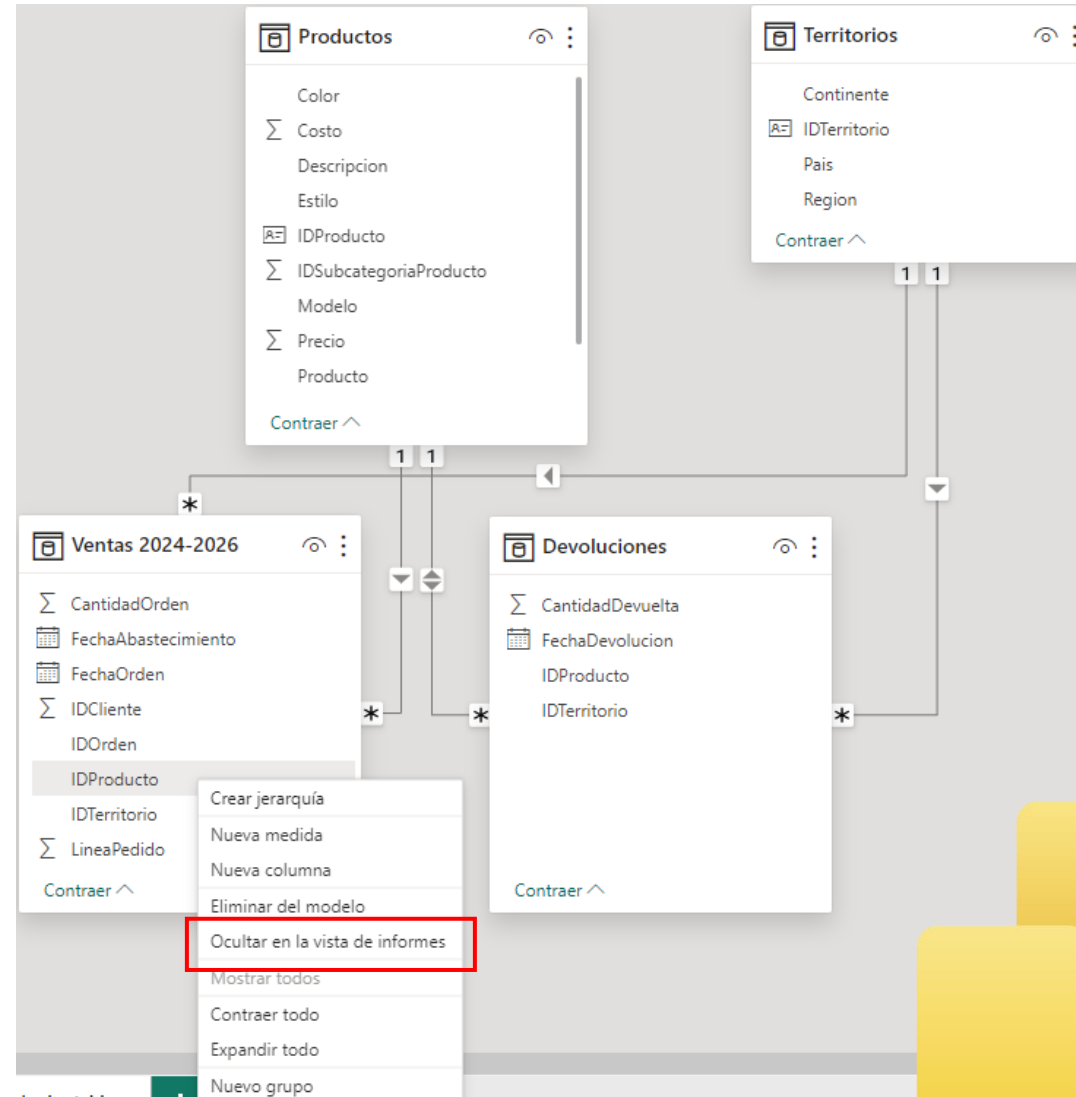 Productos
Color
Costo
Descripcion
Estilo
IDProducto
IDSubcategoriaProducto
Modelo
Precio
Producto
Contraer
Territorios
Continente
IDTerritorio
Pais
Region
Contraer
1 1
1 1
*
Ventas 2024-2026
CantidadOrden
FechaAbastecimiento
FechaOrden
IDCliente
IDOrden
IDProducto
IDTerritorio
LineaPedido
Contraer
*
*
Devoluciones
CantidadDevuelta
FechaDevolucion
IDProducto
IDTerritorio
Contraer
*
Crear jerarquía
Nueva medida
Nueva columna
Eliminar del modelo
Ocultar en la vista de informes
Mostrar todos
Contraer todo
Expandir todo
Nuevo grupo